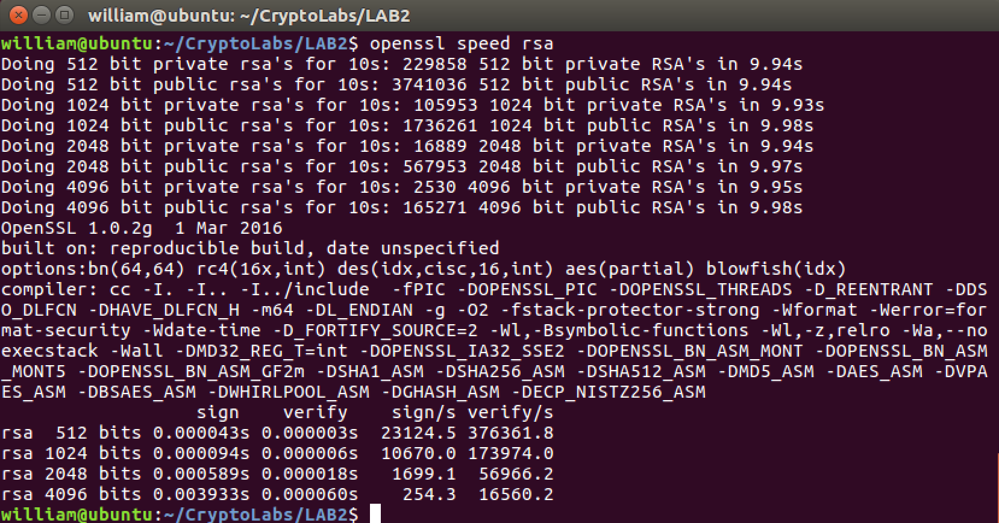 william@ubuntu: ~/CryptoLabs/LAB2
william@ubuntu:~/CryptoLabs/LAB2$ openssl speed rsa
Doing 512 bit private rsa's for 10s: 229858 512 bit private RSA's in 9.94s
Doing 512 bit public rsa's for 10s: 3741036 512 bit public RSA's in 9.94s
Doing 1024 bit private rsa's for 10s: 105953 1024 bit private RSA's in 9.93s
Doing 1024 bit public rsa's for 10s: 1736261 1024 bit public RSA's in 9.98s
Doing 2048 bit private rsa's for 10s: 16889 2048 bit private RSA's in 9.94s
Doing 2048 bit public rsa's for 10s: 567953 2048 bit public RSA's in 9.97s
Doing 4096 bit private rsa's for 10s: 2530 4096 bit private RSA's in 9.95s
Doing 4096 bit public rsa's for 10s: 165271 4096 bit public RSA's in 9.98s
OpenSSL 1.0.2g  1 Mar 2016
built on: reproducible build, date unspecified
options:bn(64,64) rc4(16x,int) des(idx,cisc,16,int) aes(partial) blowfish(idx)
compiler: cc -I. -I.. -I../include  -fPIC -DOPENSSL_PIC -DOPENSSL_THREADS -D_REENTRANT -DDS
O_DLFCN -DHAVE_DLFCN_H -m64 -DL_ENDIAN -g -O2 -fstack-protector-strong -Wformat -Werror=for
mat-security -Wdate-time -D_FORTIFY_SOURCE=2 -Wl,-Bsymbolic-functions -Wl,-z,relro -Wa,--no
execstack -Wall -DMD32_REG_T=int -DOPENSSL_IA32_SSE2 -DOPENSSL_BN_ASM_MONT -DOPENSSL_BN_ASM
_MONT5 -DOPENSSL_BN_ASM_GF2m -DSHA1_ASM -DSHA256_ASM -DSHA512_ASM -DMD5_ASM -DAES_ASM -DVPA
ES_ASM -DBSAES_ASM -DWHIRLPOOL_ASM -DGHASH_ASM -DECP_NISTZ256_ASM
                  sign    verify    sign/s verify/s
rsa  512 bits 0.000043s 0.000003s  23124.5 376361.8
rsa 1024 bits 0.000094s 0.000006s  10670.0 173974.0
rsa 2048 bits 0.000589s 0.000018s   1699.1  56966.2
rsa 4096 bits 0.003933s 0.000060s    254.3  16560.2
william@ubuntu:~/CryptoLabs/LAB2$